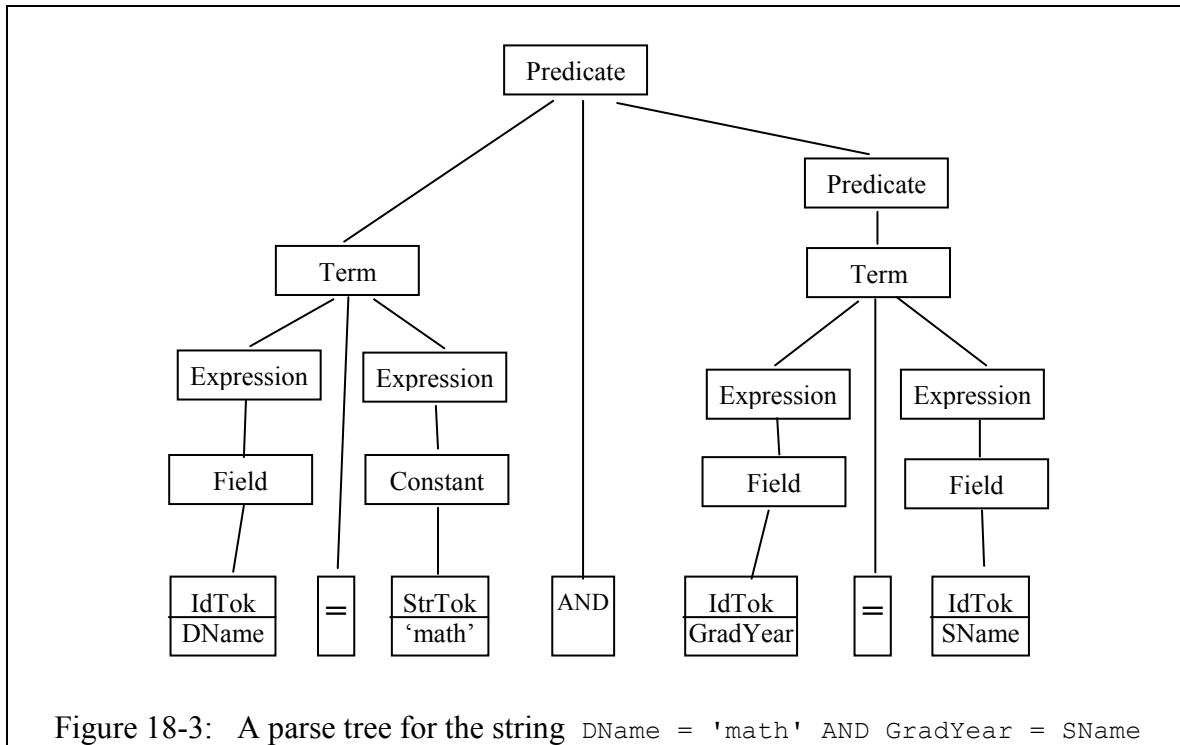 Predicate
Predicate
Term Term
Expression Expression Expression Expression
Field Constant Field Field
IdTok = StrTok AND IdTok = IdTok
DName ‘math’ GradYear SName
Figure 18-3: A parse tree for the string DName = 'math' AND GradYear = SName